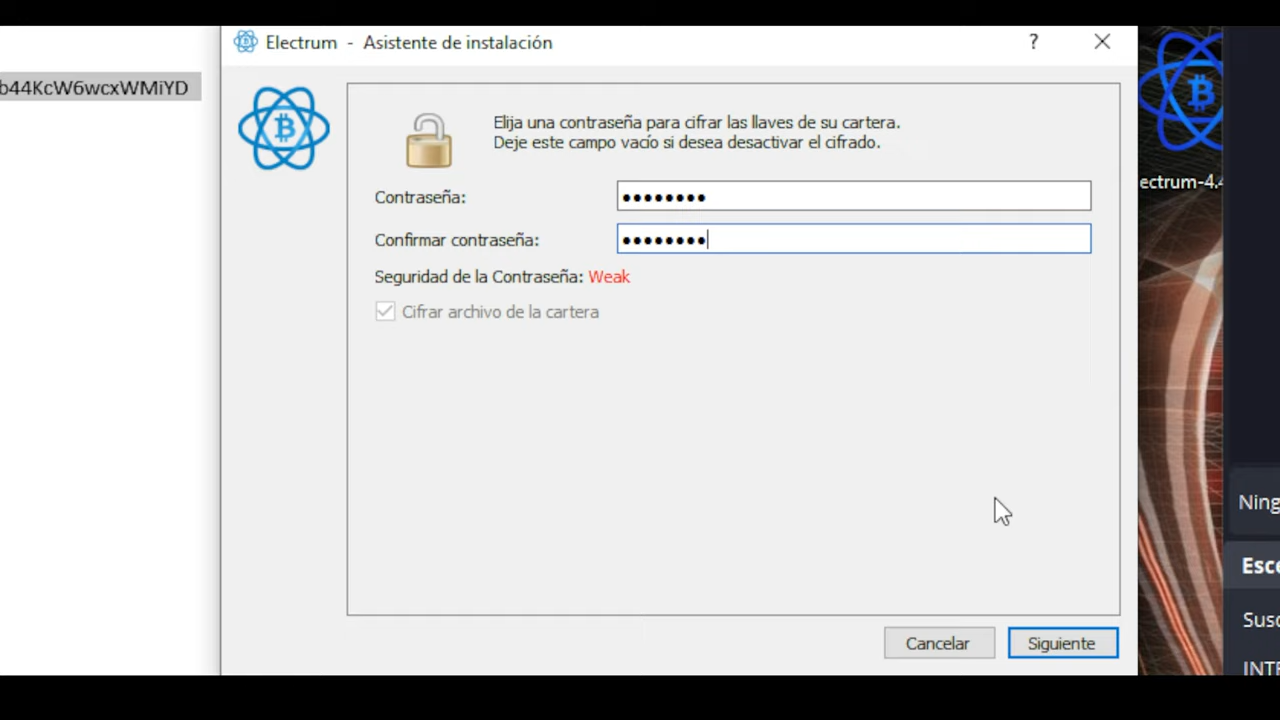 Electrum - Asistente de instalación
?
b44KcW6wcxWMiYD
Elija una contraseña para cifrar las llaves de su cartera.
Deje este campo vacío si desea desactivar el cifrado.
ectrum-4.4
Contraseña: ●●●●●●●●
Confirmar contraseña: ●●●●●●●●
Seguridad de la Contraseña: Weak
Cifrar archivo de la cartera
Ning
Esce
Susc
Cancelar
Siguiente
INTR